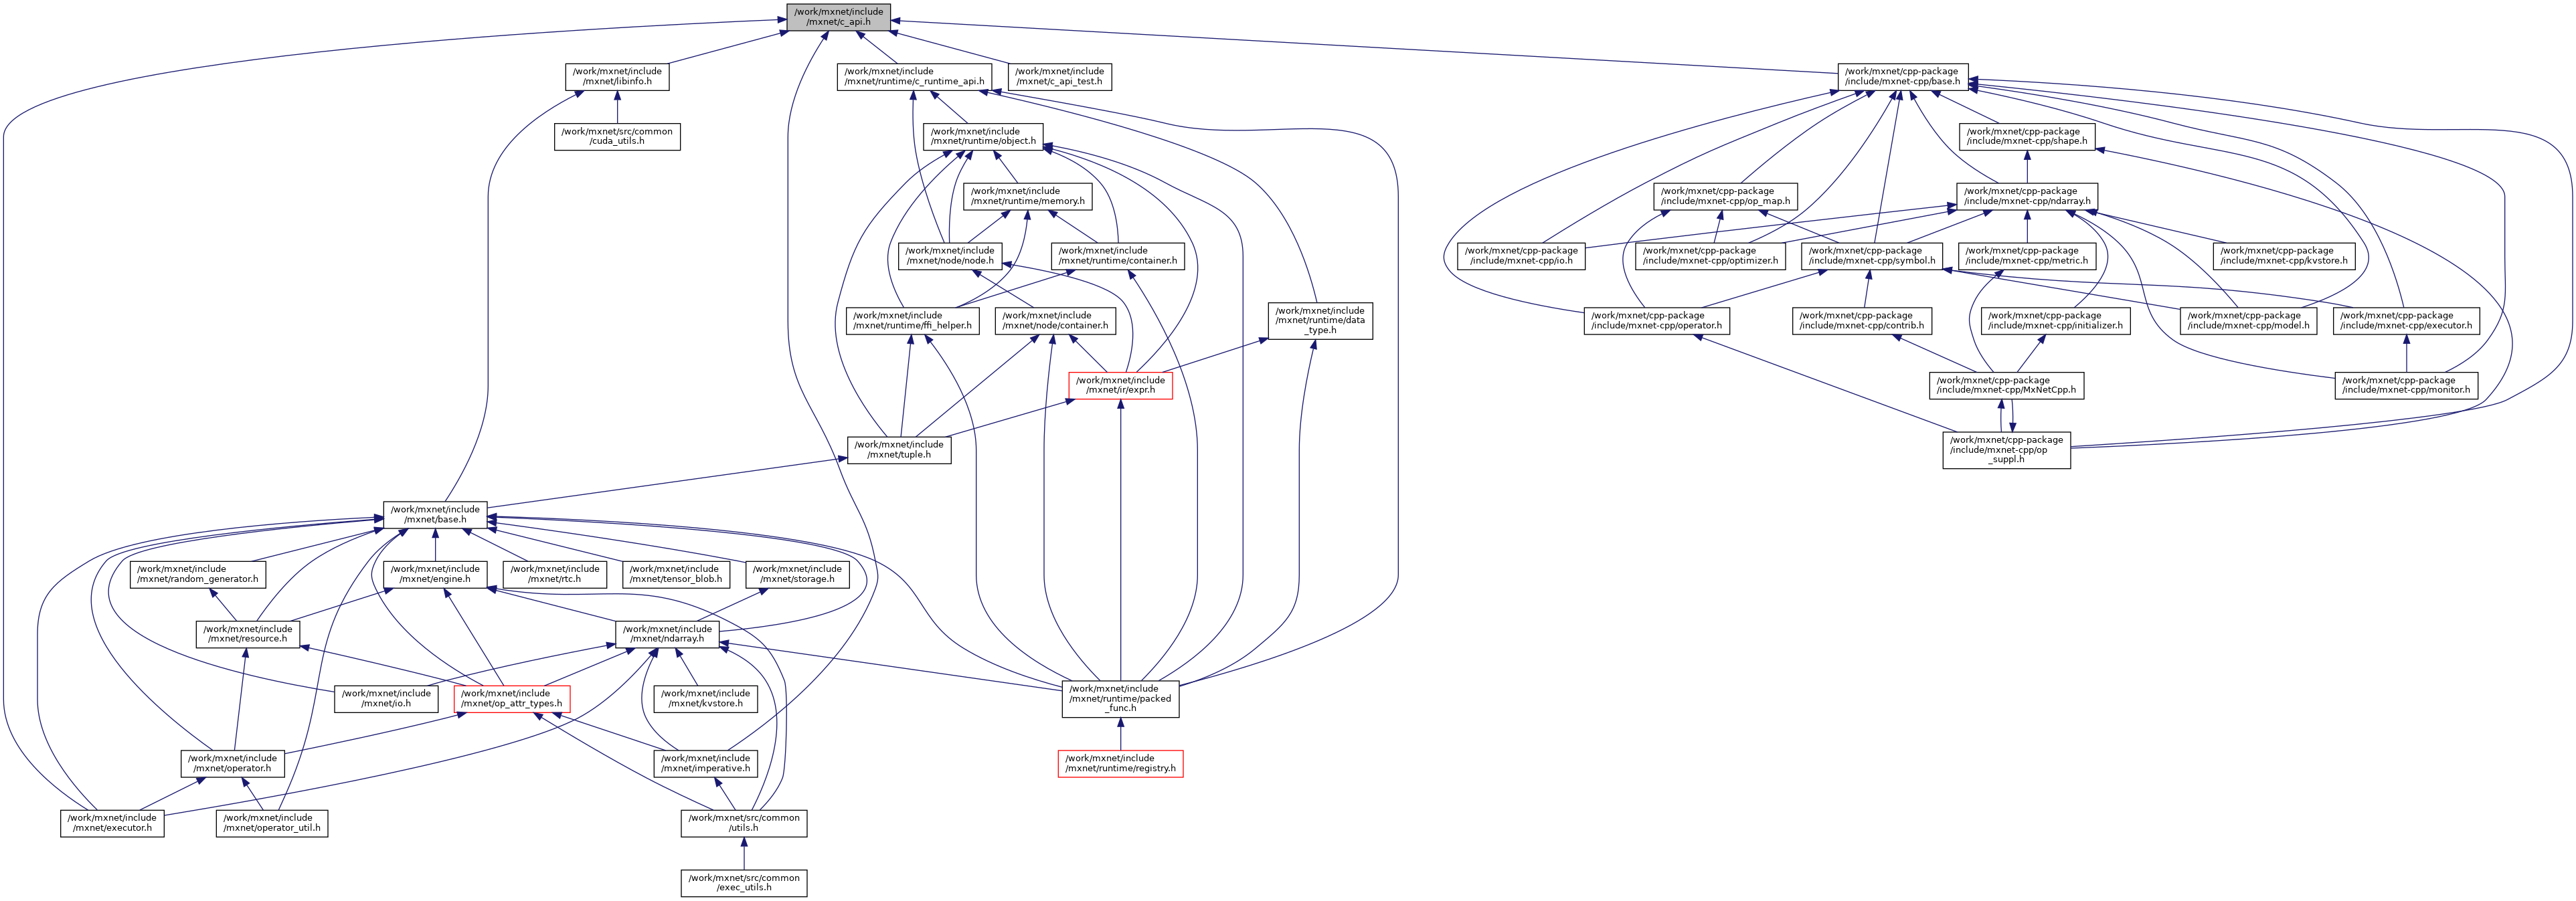 /work/mxnet/include
/mxnet/c_api.h
/work/mxnet/include
/mxnet/libinfo.h
/work/mxnet/include
/mxnet/runtime/c_runtime_api.h
/work/mxnet/include
/mxnet/c_api_test.h
/work/mxnet/cpp-package
/include/mxnet-cpp/base.h
/work/mxnet/src/common
/cuda_utils.h
/work/mxnet/include
/mxnet/runtime/object.h
/work/mxnet/cpp-package
/include/mxnet-cpp/shape.h
/work/mxnet/include
/mxnet/runtime/memory.h
/work/mxnet/cpp-package
/include/mxnet-cpp/op_map.h
/work/mxnet/cpp-package
/include/mxnet-cpp/ndarray.h
/work/mxnet/include
/mxnet/node/node.h
/work/mxnet/include
/mxnet/runtime/container.h
/work/mxnet/cpp-package
/include/mxnet-cpp/io.h
/work/mxnet/cpp-package
/include/mxnet-cpp/optimizer.h
/work/mxnet/cpp-package
/include/mxnet-cpp/symbol.h
/work/mxnet/cpp-package
/include/mxnet-cpp/metric.h
/work/mxnet/cpp-package
/include/mxnet-cpp/kvstore.h
/work/mxnet/include
/mxnet/runtime/ffi_helper.h
/work/mxnet/include
/mxnet/node/container.h
/work/mxnet/include
/mxnet/runtime/data
_type.h
/work/mxnet/cpp-package
/include/mxnet-cpp/operator.h
/work/mxnet/cpp-package
/include/mxnet-cpp/contrib.h
/work/mxnet/cpp-package
/include/mxnet-cpp/initializer.h
/work/mxnet/cpp-package
/include/mxnet-cpp/model.h
/work/mxnet/cpp-package
/include/mxnet-cpp/executor.h
/work/mxnet/include
/mxnet/ir/expr.h
/work/mxnet/cpp-package
/include/mxnet-cpp/MxNetCpp.h
/work/mxnet/cpp-package
/include/mxnet-cpp/monitor.h
/work/mxnet/include
/mxnet/tuple.h
/work/mxnet/cpp-package
/include/mxnet-cpp/op
_suppl.h
/work/mxnet/include
/mxnet/base.h
/work/mxnet/include
/mxnet/random_generator.h
/work/mxnet/include
/mxnet/engine.h
/work/mxnet/include
/mxnet/rtc.h
/work/mxnet/include
/mxnet/tensor_blob.h
/work/mxnet/include
/mxnet/storage.h
/work/mxnet/include
/mxnet/resource.h
/work/mxnet/include
/mxnet/ndarray.h
/work/mxnet/include
/mxnet/io.h
/work/mxnet/include
/mxnet/op_attr_types.h
/work/mxnet/include
/mxnet/kvstore.h
/work/mxnet/include
/mxnet/runtime/packed
_func.h
/work/mxnet/include
/mxnet/operator.h
/work/mxnet/include
/mxnet/imperative.h
/work/mxnet/include
/mxnet/runtime/registry.h
/work/mxnet/include
/mxnet/executor.h
/work/mxnet/include
/mxnet/operator_util.h
/work/mxnet/src/common
/utils.h
/work/mxnet/src/common
/exec_utils.h